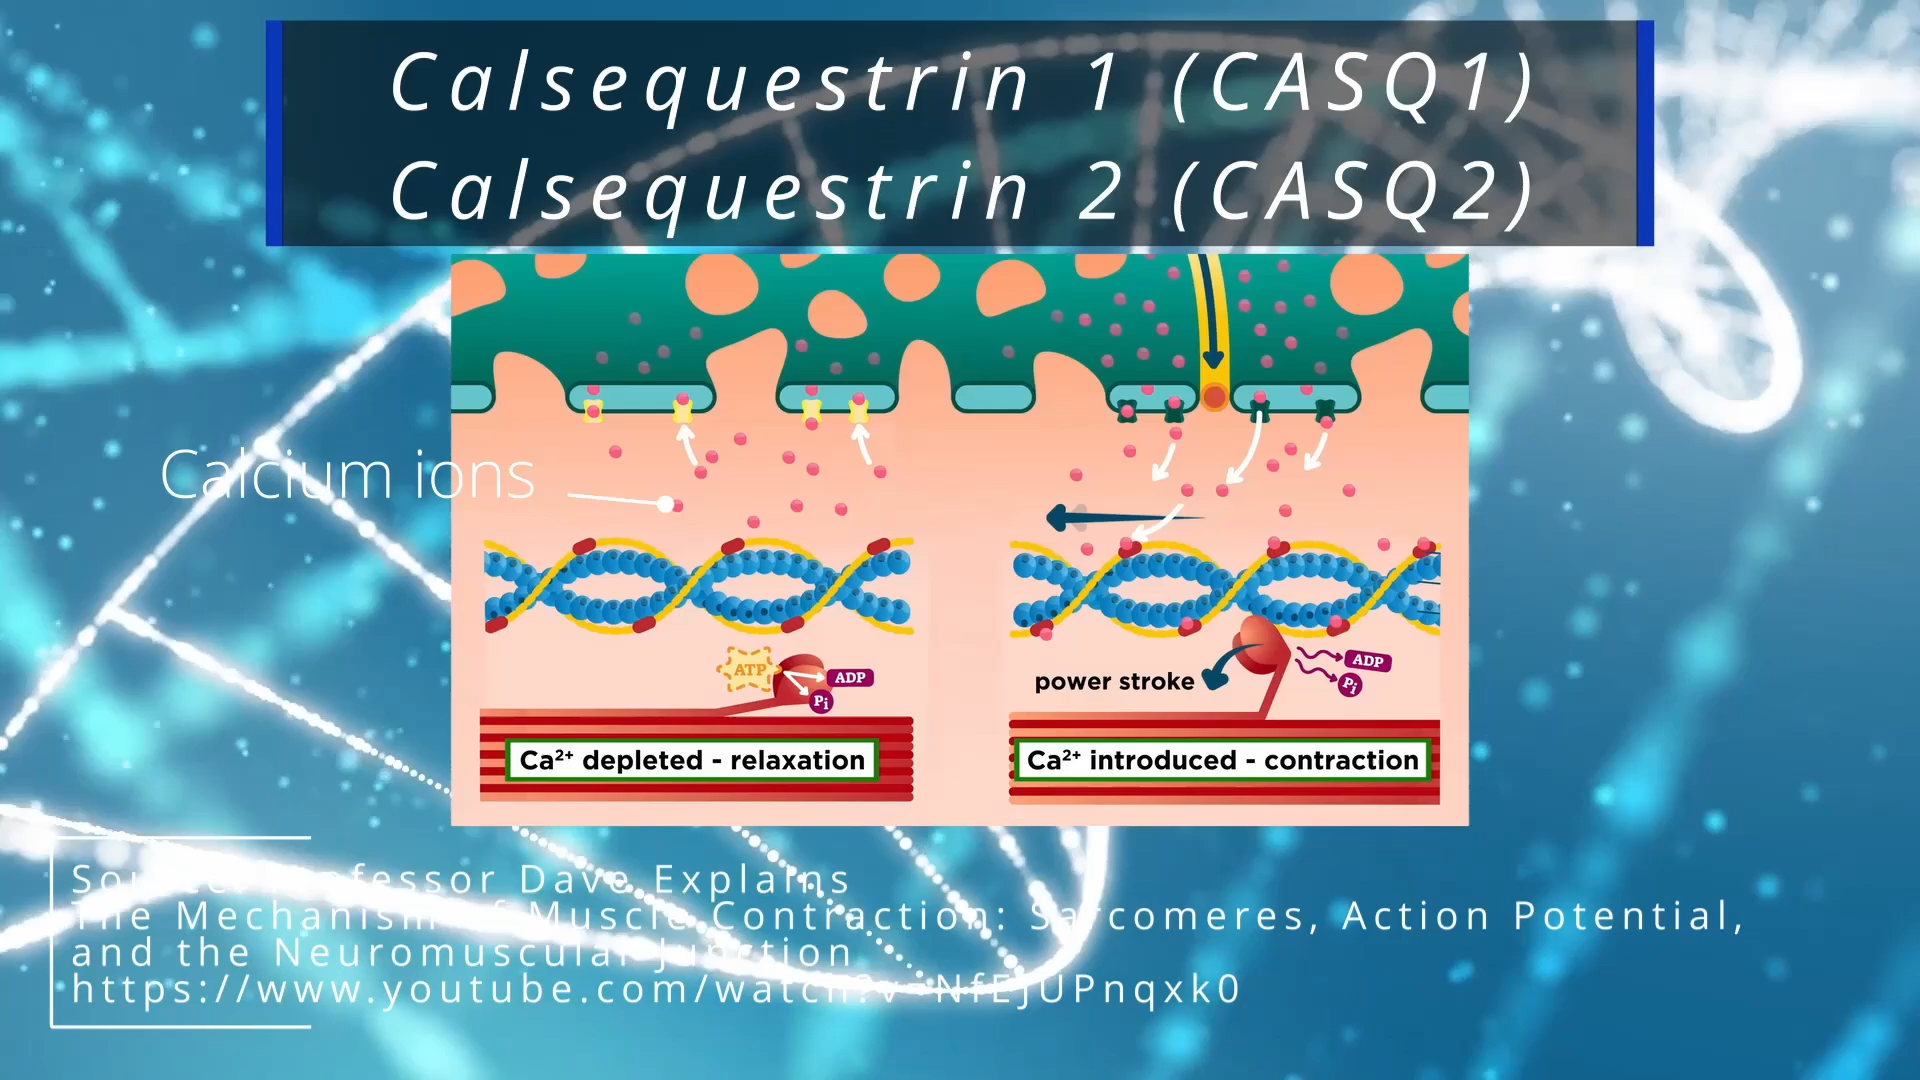 Calsequestrin 1 (CASQ1)
Calsequestrin 2 (CASQ2)
Calcium ions
ATP
ADP
Pi
power stroke
ADP
Pi
Ca²⁺ depleted - relaxation
Ca²⁺ introduced - contraction
Source: Professor Dave Explains
The Mechanism of Muscle Contraction: Sarcomeres, Action Potential,
and the Neuromuscular Junction
https://www.youtube.com/watch?v=NfEJUPnqxk0